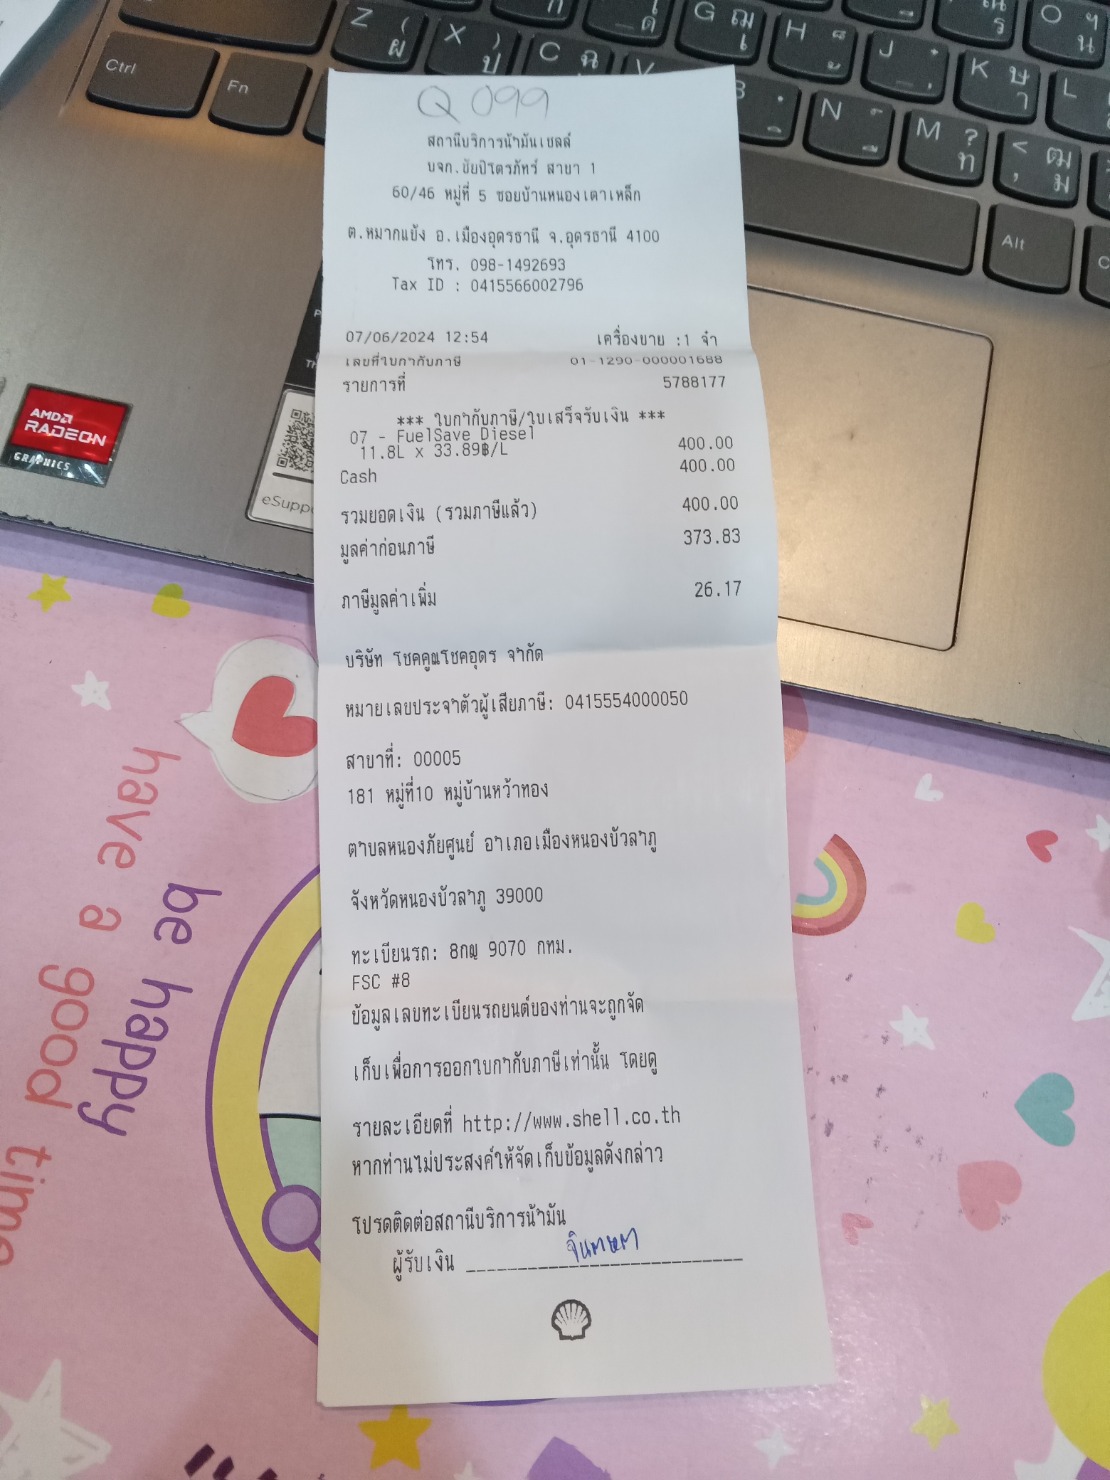 Q 099
สถานีบริการน้ำมันเชลล์
บจก.ชัยปิโตรภัทร์ สาขา 1
60/46 หมู่ที่ 5 ซอยบ้านหนองเตาเหล็ก
ต.หมากแข้ง อ.เมืองอุดรธานี จ.อุดรธานี 4100
โทร. 098-1492693
Tax ID : 0415566002796
07/06/2024 12:54 เครื่องขาย :1 จำ
เลขที่ใบกำกับภาษี 01-1290-000001688
รายการที่ 5788177
*** ใบกำกับภาษี/ใบเสร็จรับเงิน ***
07 - FuelSave Diesel
11.8L x 33.89฿/L 400.00
Cash 400.00
รวมยอดเงิน (รวมภาษีแล้ว) 400.00
มูลค่าก่อนภาษี 373.83
ภาษีมูลค่าเพิ่ม 26.17
บริษัท โชคคูณโชคอุดร จำกัด
หมายเลขประจำตัวผู้เสียภาษี: 0415554000050
สาขาที่: 00005
181 หมู่ที่10 หมู่บ้านหว้าทอง
ตำบลหนองภัยศูนย์ อำเภอเมืองหนองบัวลำภู
จังหวัดหนองบัวลำภู 39000
ทะเบียนรถ: 8กญ 9070 กทม.
FSC #8
ข้อมูลเลขทะเบียนรถยนต์ของท่านจะถูกจัด
เก็บเพื่อการออกใบกำกับภาษีเท่านั้น โดยดู
รายละเอียดที่ http://www.shell.co.th
หากท่านไม่ประสงค์ให้จัดเก็บข้อมูลดังกล่าว
โปรดติดต่อสถานีบริการน้ำมัน
ผู้รับเงิน
Ctrl
Fn
Z ผ
X ป
C ฉ
G ฌ เ
H
J
K ษ า
L
O น
N
M ? ท
< , ฒ ม
Alt
AMD
RADEON
GRAPHICS
be happy
have a good time